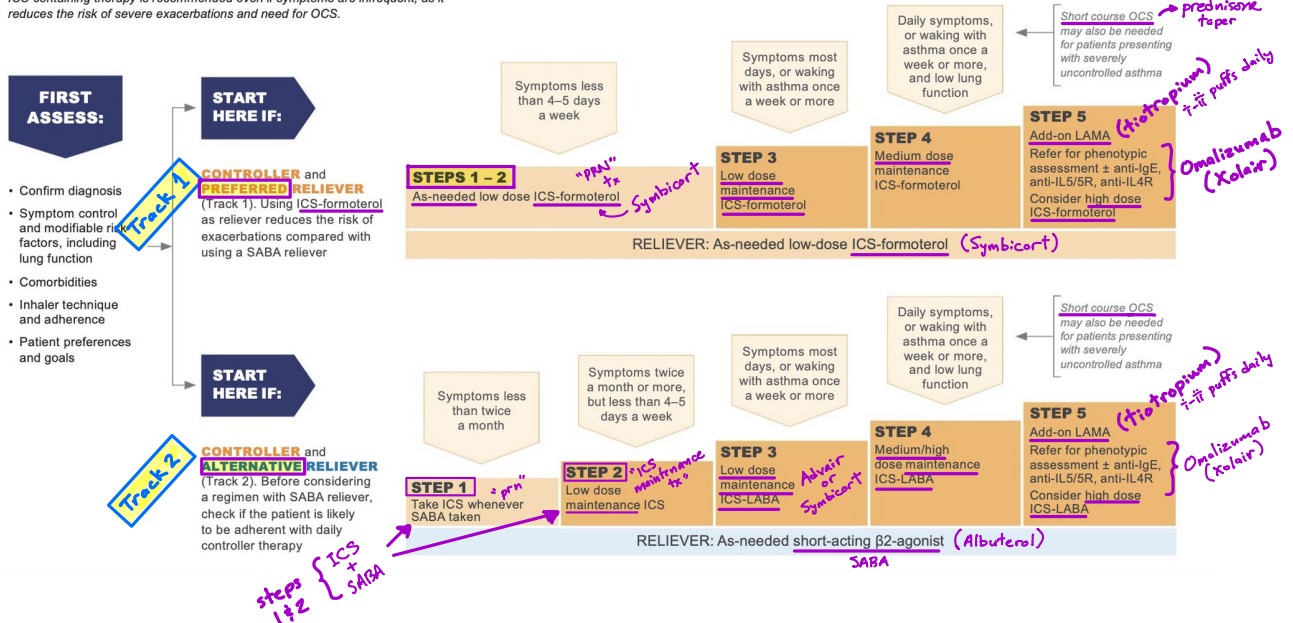 ICS-containing therapy is recommended even if symptoms are infrequent, as it
reduces the risk of severe exacerbations and need for OCS.
FIRST
ASSESS:
• Confirm diagnosis
• Symptom control
and modifiable risk
factors, including
lung function
• Comorbidities
• Inhaler technique
and adherence
• Patient preferences
and goals
START
HERE IF:
Track 1
CONTROLLER and
PREFERRED RELIEVER
(Track 1). Using ICS-formoterol
as reliever reduces the risk of
exacerbations compared with
using a SABA reliever
Symptoms less
than 4–5 days
a week
STEPS 1 – 2
As-needed low dose ICS-formoterol
"PRN"
tx
Symbicort
Symptoms most
days, or waking
with asthma once
a week or more
STEP 3
Low dose
maintenance
ICS-formoterol
Daily symptoms,
or waking with
asthma once a
week or more,
and low lung
function
STEP 4
Medium dose
maintenance
ICS-formoterol
Short course OCS
may also be needed
for patients presenting
with severely
uncontrolled asthma
prednisone
taper
STEP 5
Add-on LAMA
Refer for phenotypic
assessment ± anti-IgE,
anti-IL5/5R, anti-IL4R
Consider high dose
ICS-formoterol
(tiotropium)
i-ii puffs daily
Omalizumab
(Xolair)
RELIEVER: As-needed low-dose ICS-formoterol (Symbicort)
START
HERE IF:
Track 2
CONTROLLER and
ALTERNATIVE RELIEVER
(Track 2). Before considering
a regimen with SABA reliever,
check if the patient is likely
to be adherent with daily
controller therapy
Symptoms less
than twice
a month
STEP 1
"prn"
Take ICS whenever
SABA taken
Symptoms twice
a month or more,
but less than 4–5
days a week
STEP 2
Low dose
maintenance ICS
"ICS
maintenance
tx"
Symptoms most
days, or waking
with asthma once
a week or more
STEP 3
Low dose
maintenance
ICS-LABA
Advair
or
Symbicort
Daily symptoms,
or waking with
asthma once a
week or more,
and low lung
function
STEP 4
Medium/high
dose maintenance
ICS-LABA
Short course OCS
may also be needed
for patients presenting
with severely
uncontrolled asthma
STEP 5
Add-on LAMA
Refer for phenotypic
assessment ± anti-IgE,
anti-IL5/5R, anti-IL4R
Consider high dose
ICS-LABA
(tiotropium)
i-ii puffs daily
Omalizumab
(Xolair)
RELIEVER: As-needed short-acting β2-agonist (Albuterol)
SABA
steps
1 & 2
ICS
+
SABA